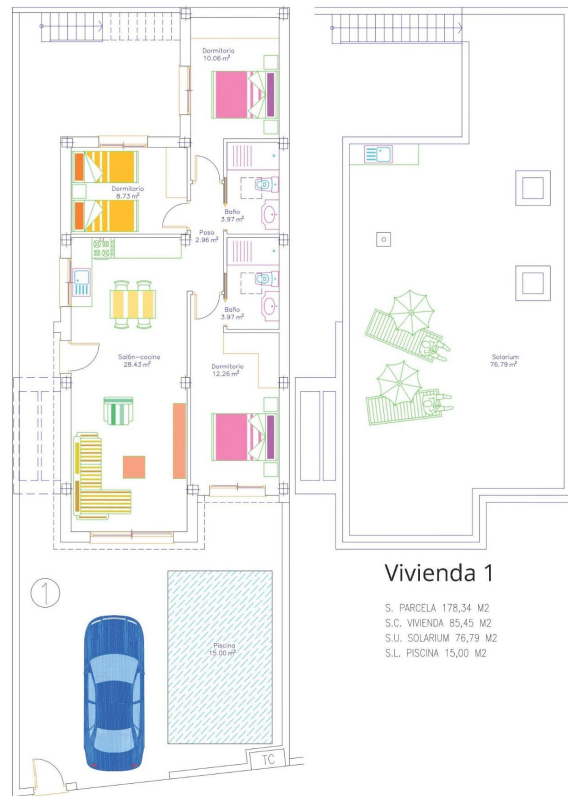 Dormitorio
10.06 m²
Dormitorio
8.73 m²
Baño
3.97 m²
Paso
2.96 m²
Baño
3.97 m²
Salón-cocina
28.43 m²
Dormitorio
12.26 m²
Solarium
76.79 m²
1
Piscina
15.00 m²
TC
Vivienda 1
S. PARCELA 178,34 M2
S.C. VIVIENDA 85,45 M2
S.U. SOLARIUM 76,79 M2
S.L. PISCINA 15,00 M2